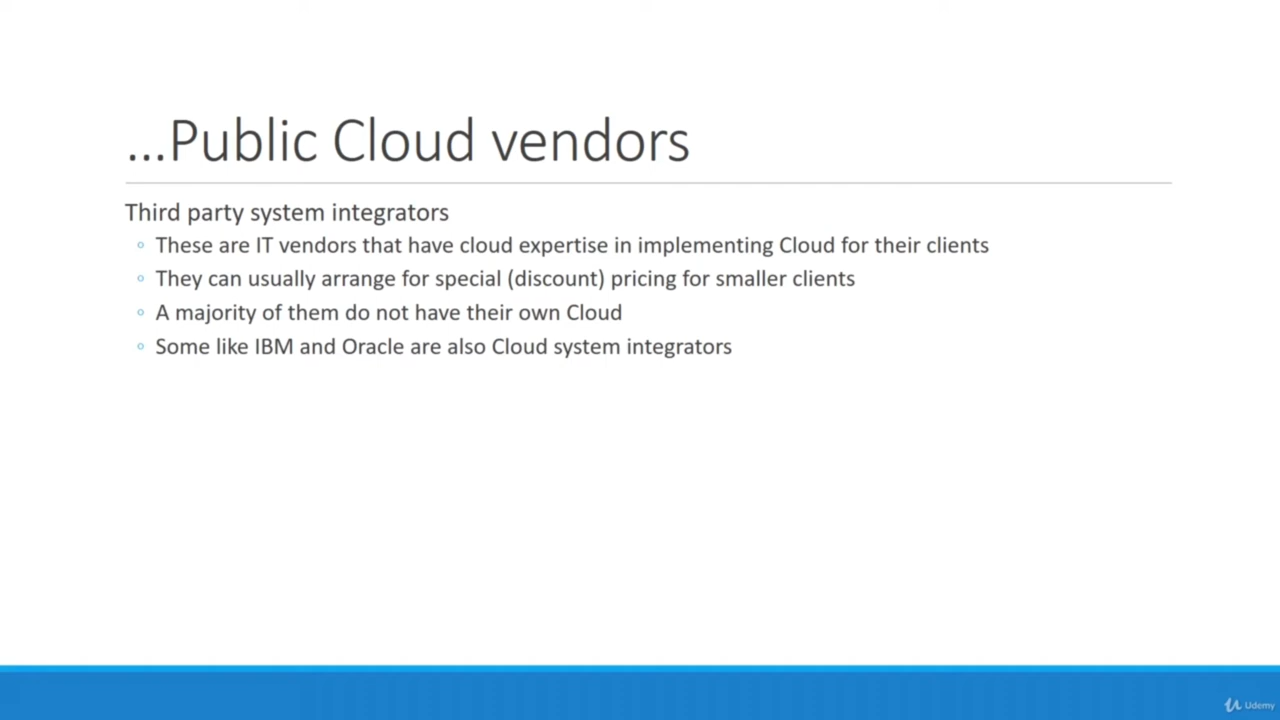 ...Public Cloud vendors
Third party system integrators
These are IT vendors that have cloud expertise in implementing Cloud for their clients
They can usually arrange for special (discount) pricing for smaller clients
A majority of them do not have their own Cloud
Some like IBM and Oracle are also Cloud system integrators
Udemy